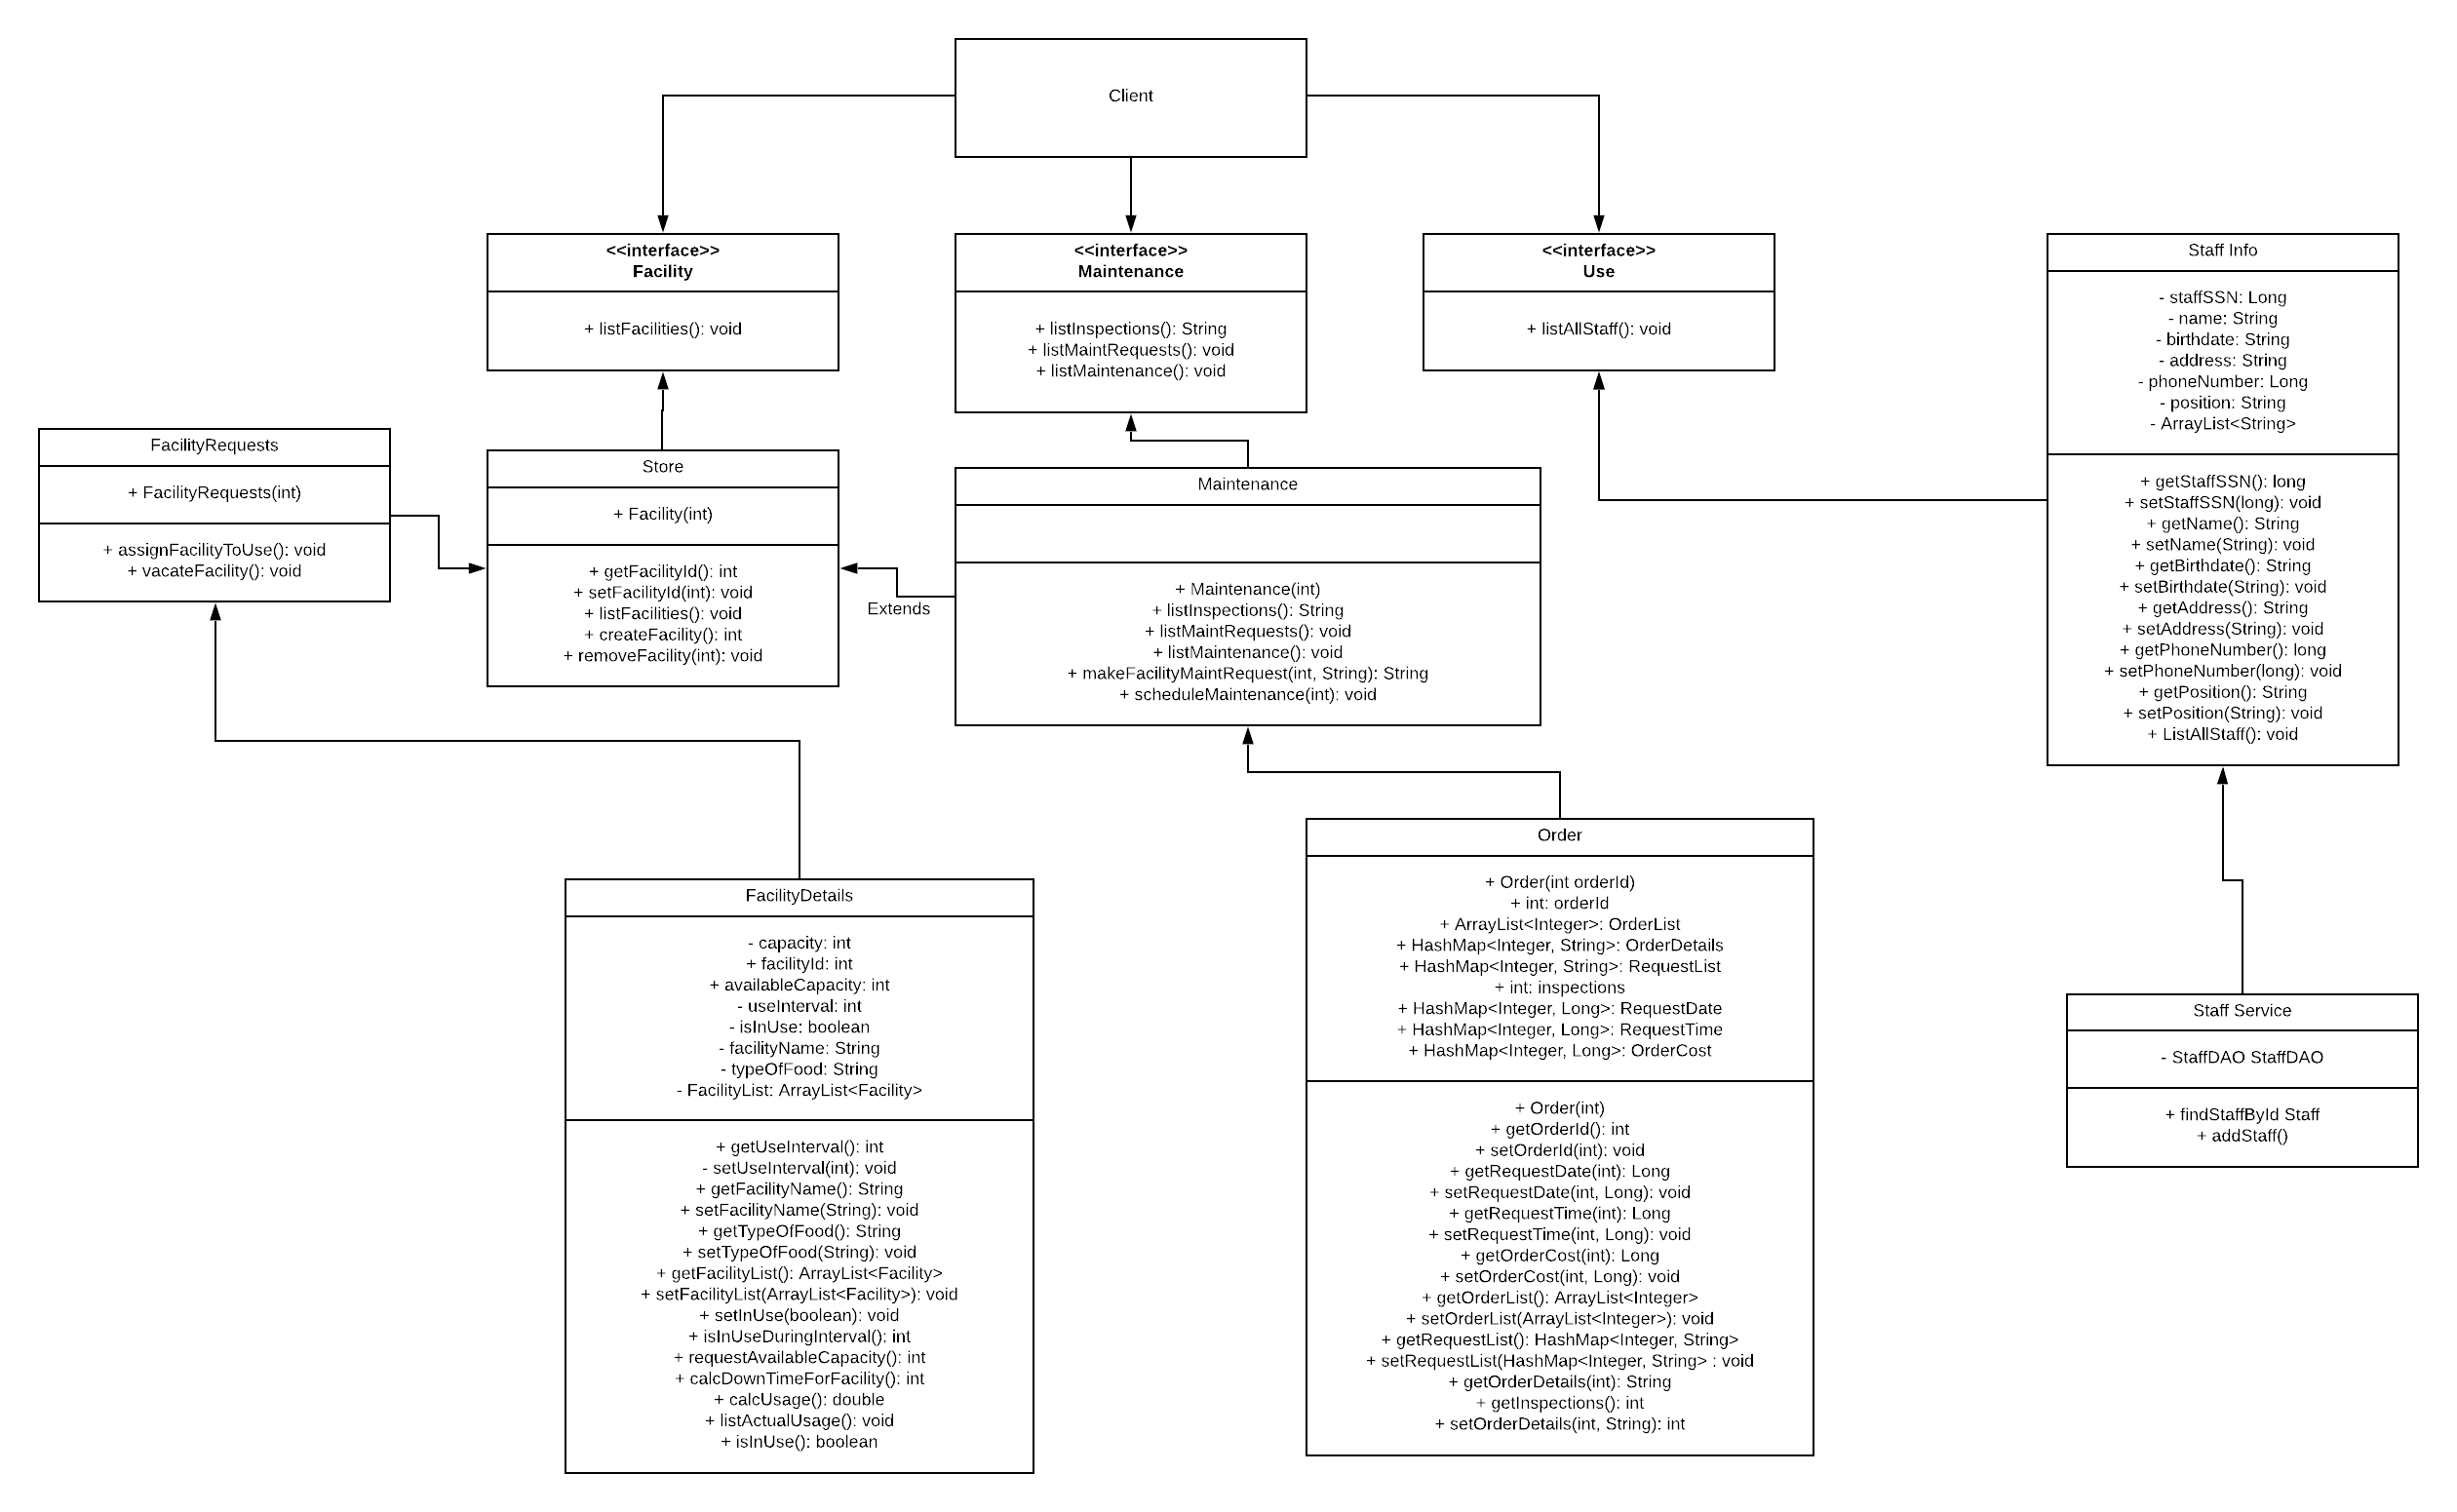 Client
<<interface>>
Facility
+ listFacilities(): void
<<interface>>
Maintenance
+ listInspections(): String
+ listMaintRequests(): void
+ listMaintenance(): void
<<interface>>
Use
+ listAllStaff(): void
Staff Info
- staffSSN: Long
- name: String
- birthdate: String
- address: String
- phoneNumber: Long
- position: String
- ArrayList<String>
+ getStaffSSN(): long
+ setStaffSSN(long): void
+ getName(): String
+ setName(String): void
+ getBirthdate(): String
+ setBirthdate(String): void
+ getAddress(): String
+ setAddress(String): void
+ getPhoneNumber(): long
+ setPhoneNumber(long): void
+ getPosition(): String
+ setPosition(String): void
+ ListAllStaff(): void
FacilityRequests
+ FacilityRequests(int)
+ assignFacilityToUse(): void
+ vacateFacility(): void
Store
+ Facility(int)
+ getFacilityId(): int
+ setFacilityId(int): void
+ listFacilities(): void
+ createFacility(): int
+ removeFacility(int): void
Extends
Maintenance
+ Maintenance(int)
+ listInspections(): String
+ listMaintRequests(): void
+ listMaintenance(): void
+ makeFacilityMaintRequest(int, String): String
+ scheduleMaintenance(int): void
FacilityDetails
- capacity: int
+ facilityId: int
+ availableCapacity: int
- useInterval: int
- isInUse: boolean
- facilityName: String
- typeOfFood: String
- FacilityList: ArrayList<Facility>
+ getUseInterval(): int
- setUseInterval(int): void
+ getFacilityName(): String
+ setFacilityName(String): void
+ getTypeOfFood(): String
+ setTypeOfFood(String): void
+ getFacilityList(): ArrayList<Facility>
+ setFacilityList(ArrayList<Facility>): void
+ setInUse(boolean): void
+ isInUseDuringInterval(): int
+ requestAvailableCapacity(): int
+ calcDownTimeForFacility(): int
+ calcUsage(): double
+ listActualUsage(): void
+ isInUse(): boolean
Order
+ Order(int orderId)
+ int: orderId
+ ArrayList<Integer>: OrderList
+ HashMap<Integer, String>: OrderDetails
+ HashMap<Integer, String>: RequestList
+ int: inspections
+ HashMap<Integer, Long>: RequestDate
+ HashMap<Integer, Long>: RequestTime
+ HashMap<Integer, Long>: OrderCost
+ Order(int)
+ getOrderId(): int
+ setOrderId(int): void
+ getRequestDate(int): Long
+ setRequestDate(int, Long): void
+ getRequestTime(int): Long
+ setRequestTime(int, Long): void
+ getOrderCost(int): Long
+ setOrderCost(int, Long): void
+ getOrderList(): ArrayList<Integer>
+ setOrderList(ArrayList<Integer>): void
+ getRequestList(): HashMap<Integer, String>
+ setRequestList(HashMap<Integer, String> : void
+ getOrderDetails(int): String
+ getInspections(): int
+ setOrderDetails(int, String): int
Staff Service
- StaffDAO StaffDAO
+ findStaffById Staff
+ addStaff()